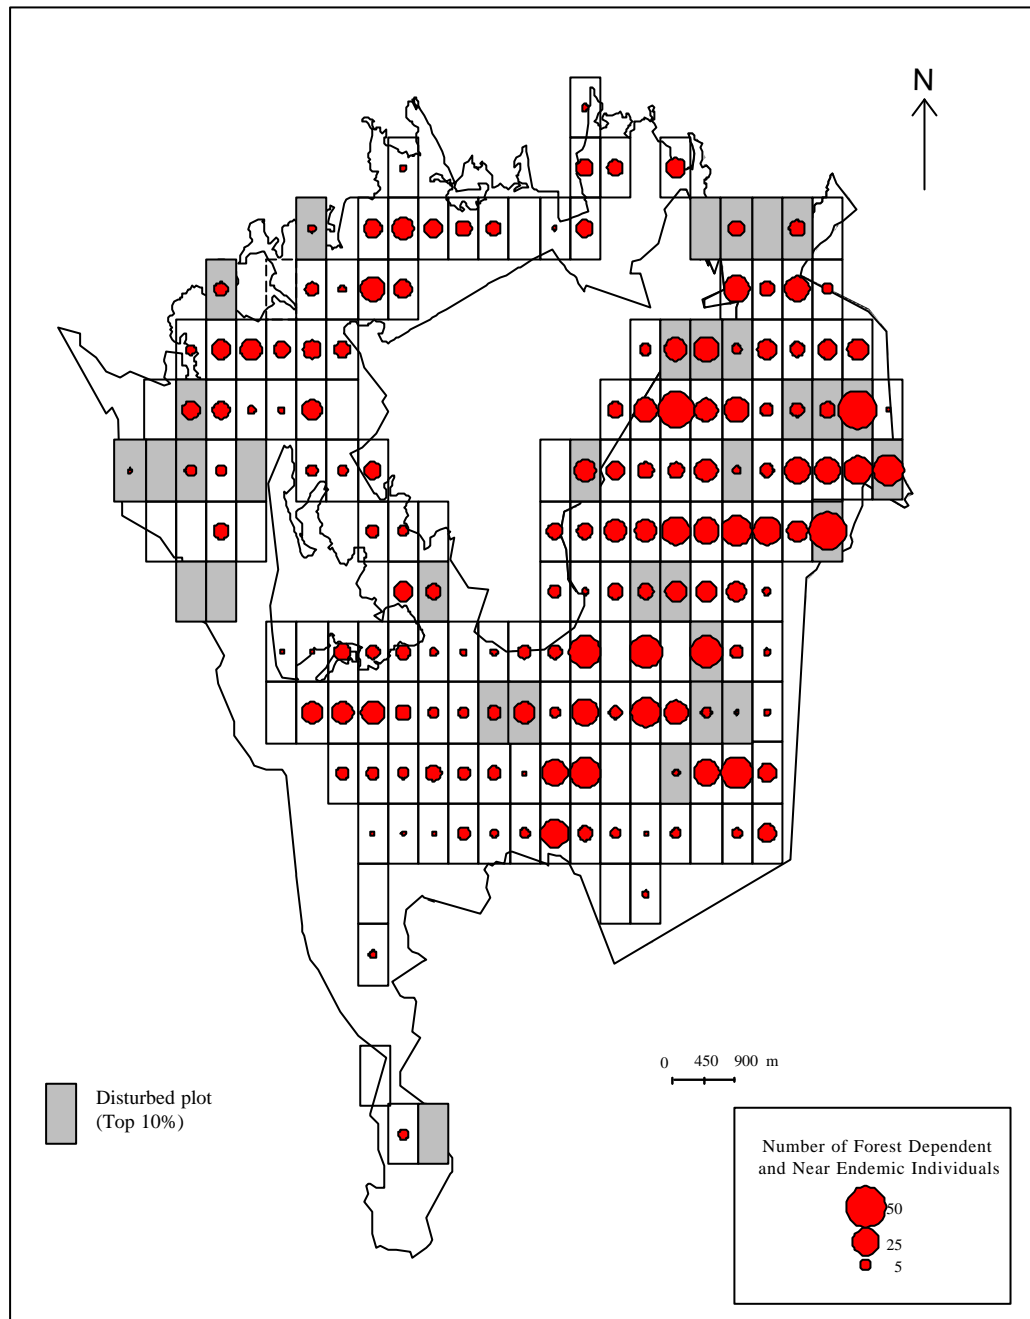 N
0 450 900 m
Disturbed plot
(Top 10%)
Number of Forest Dependent
and Near Endemic Individuals
50
25
5